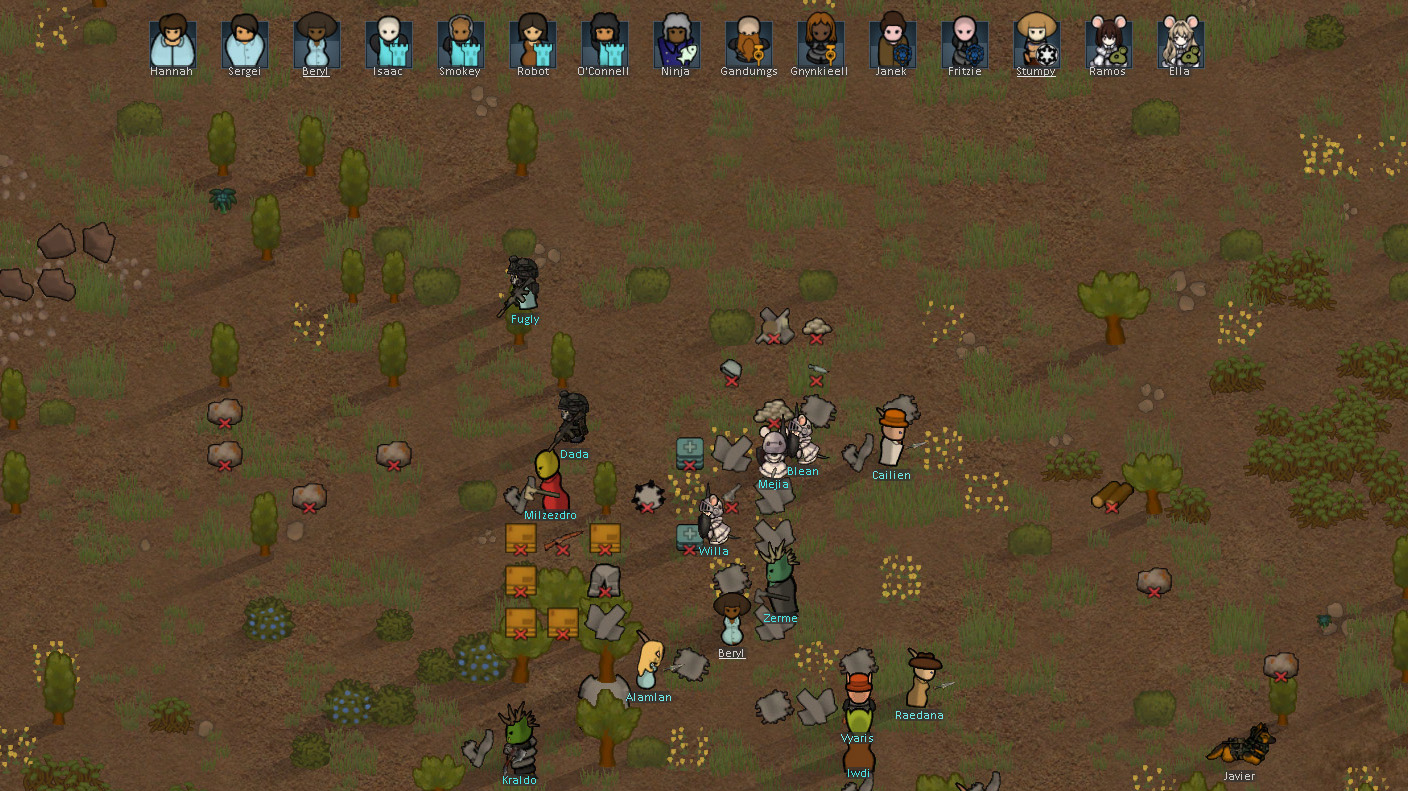 Hannah
Sergei
Beryl
Isaac
Smokey
Robot
O'Connell
Ninja
Gandumgs
Gnynkieell
Janek
Fritzie
Stumpy
Ramos
Ella
Fugly
Dada
Blean
Cailien
Mejia
Milzezdro
Willa
Zerme
Beryl
Alamlan
Raedana
Vyaris
Iwdi
Javier
Kraldo